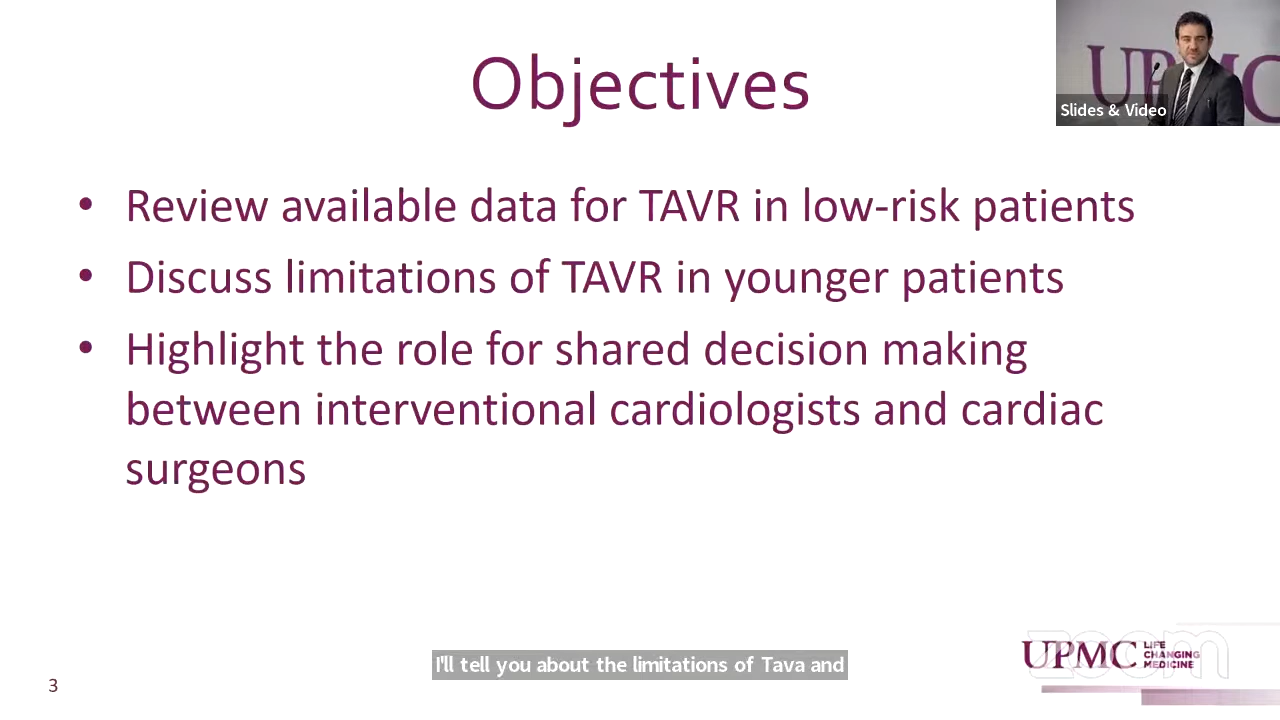 Objectives
UPMC
Slides & Video
• Review available data for TAVR in low-risk patients
• Discuss limitations of TAVR in younger patients
• Highlight the role for shared decision making
between interventional cardiologists and cardiac
surgeons
I'll tell you about the limitations of Tava and
zoom
UPMC
LIFE
CHANGING
MEDICINE
3